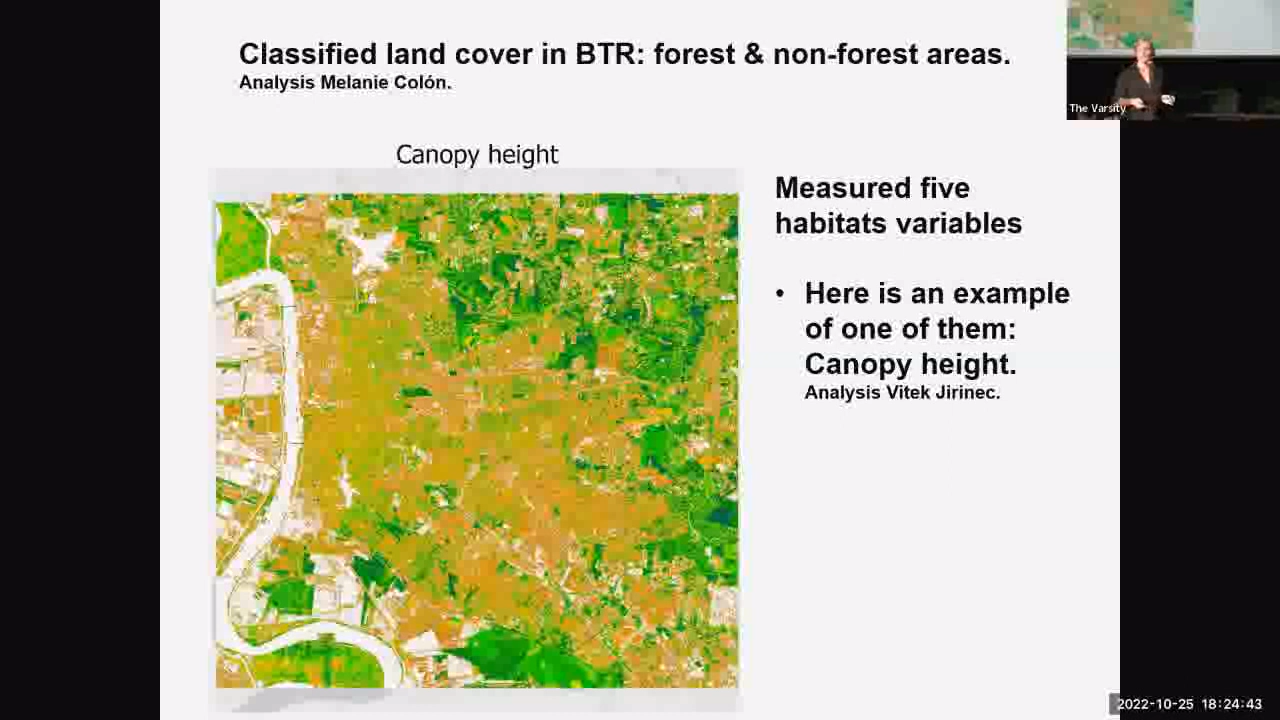 Classified land cover in BTR: forest & non-forest areas.
Analysis Melanie Colón.
The Varsity
Canopy height
Measured five
habitats variables
• Here is an example
of one of them:
Canopy height.
Analysis Vitek Jirinec.
2022-10-25 18:24:43